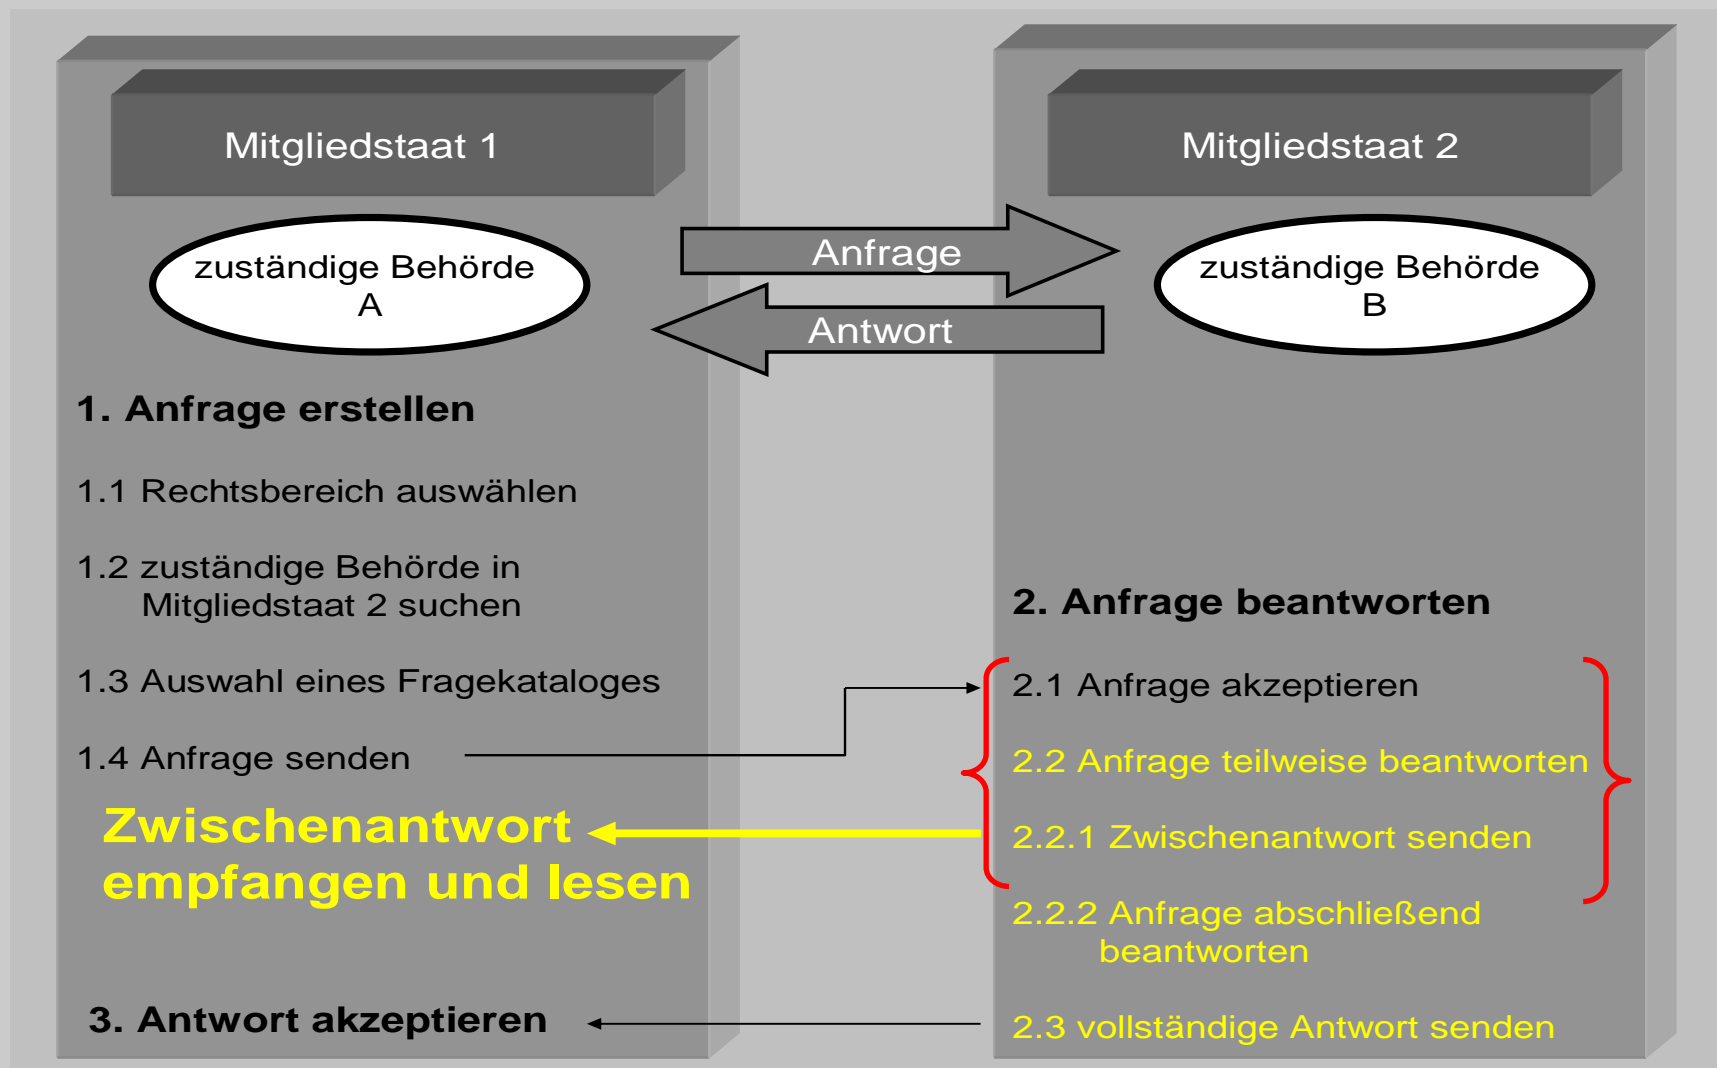 Mitgliedstaat 1
Mitgliedstaat 2
zuständige Behörde
A
Anfrage
Antwort
zuständige Behörde
B
1. Anfrage erstellen
1.1 Rechtsbereich auswählen
1.2 zuständige Behörde in
Mitgliedstaat 2 suchen
1.3 Auswahl eines Fragekataloges
1.4 Anfrage senden
Zwischenantwort
empfangen und lesen
3. Antwort akzeptieren
2. Anfrage beantworten
2.1 Anfrage akzeptieren
2.2 Anfrage teilweise beantworten
2.2.1 Zwischenantwort senden
2.2.2 Anfrage abschließend
beantworten
2.3 vollständige Antwort senden